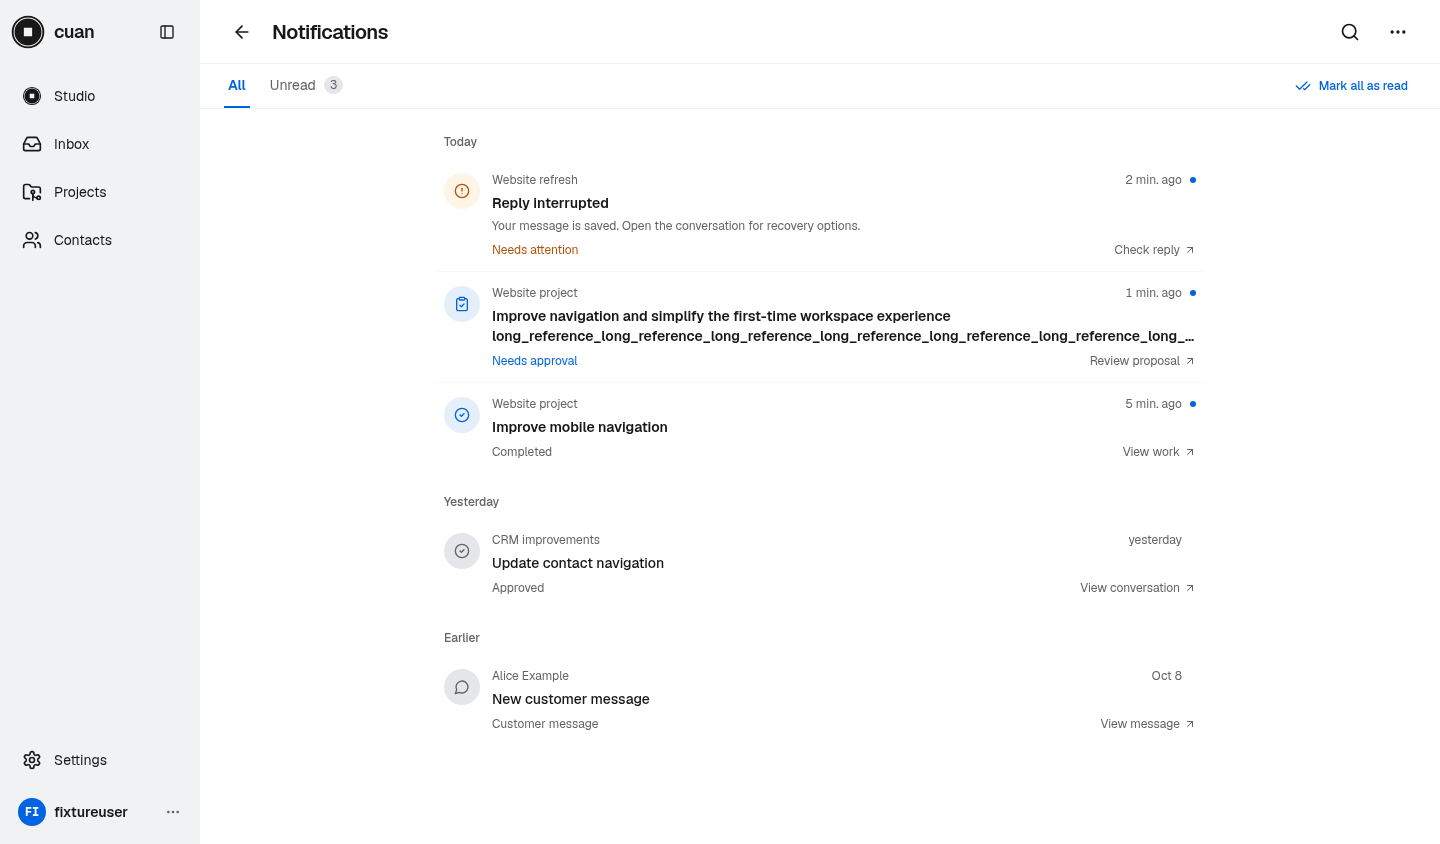 cuan
Studio
Inbox
Projects
Contacts
Settings
FI
fixtureuser
Notifications
All
Unread 3
Mark all as read
Today
Website refresh 2 min. ago
Reply interrupted
Your message is saved. Open the conversation for recovery options.
Needs attention Check reply
Website project 1 min. ago
Improve navigation and simplify the first-time workspace experience
long_reference_long_reference_long_reference_long_reference_long_reference_long_reference_long_...
Needs approval Review proposal
Website project 5 min. ago
Improve mobile navigation
Completed View work
Yesterday
CRM improvements yesterday
Update contact navigation
Approved View conversation
Earlier
Alice Example Oct 8
New customer message
Customer message View message